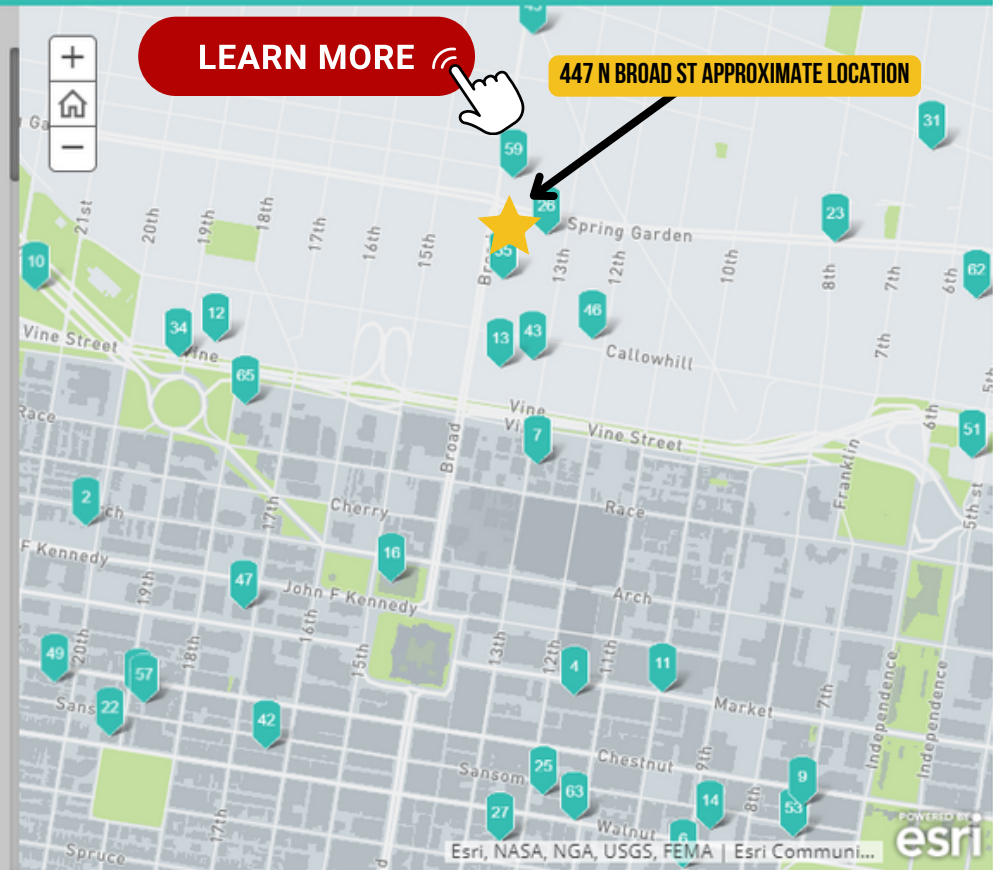 45
LEARN MORE
447 N BROAD ST APPROXIMATE LOCATION
+
−
31
59
26
23
Spring Garden
21st
20th
19th
18th
17th
16th
15th
13th
12th
10th
8th
7th
6th
10
35
62
34
12
13
43
46
Vine Street
Vine
Callowhill
7th
65
Race
Vine
7
Vine Street
6th
51
Broad
Franklin
5th st
2
17th
Cherry
Race
16
F Kennedy
47
John F Kennedy
Arch
19th
16th
49
20th
57
18th
15th
13th
12th
11th
4
11
22
Sans
42
Market
7th
Independence
Independence
Sansom
25
Chestnut
9th
63
27
14
8th
9
53
17th
Walnut
6
Spruce
POWERED BY
esri
Esri, NASA, NGA, USGS, FEMA | Esri Communi...